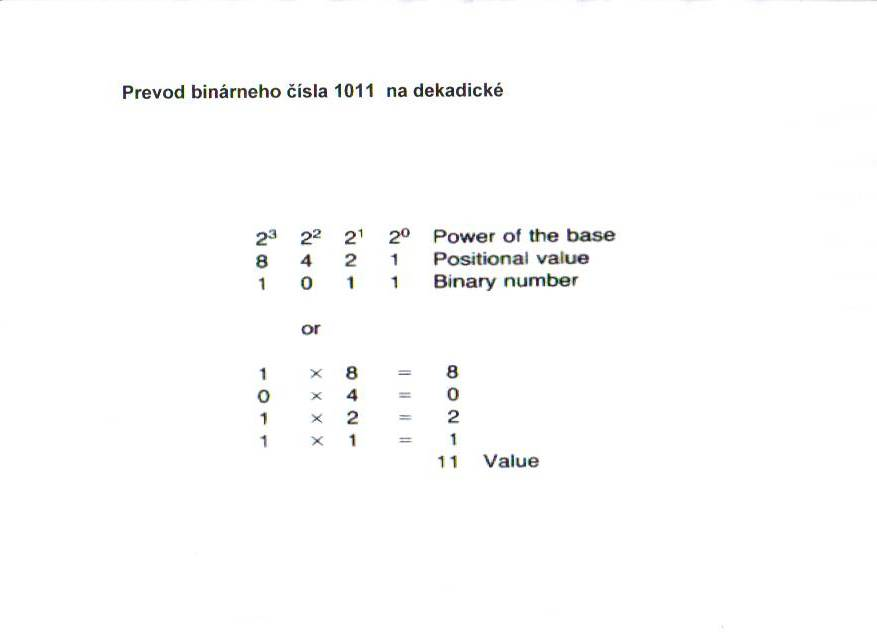 Prevod binárneho čísla 1011 na dekadické
2³ 2² 2¹ 2⁰ Power of the base
8 4 2 1 Positional value
1 0 1 1 Binary number
or
1 × 8 = 8
0 × 4 = 0
1 × 2 = 2
1 × 1 = 1
11 Value